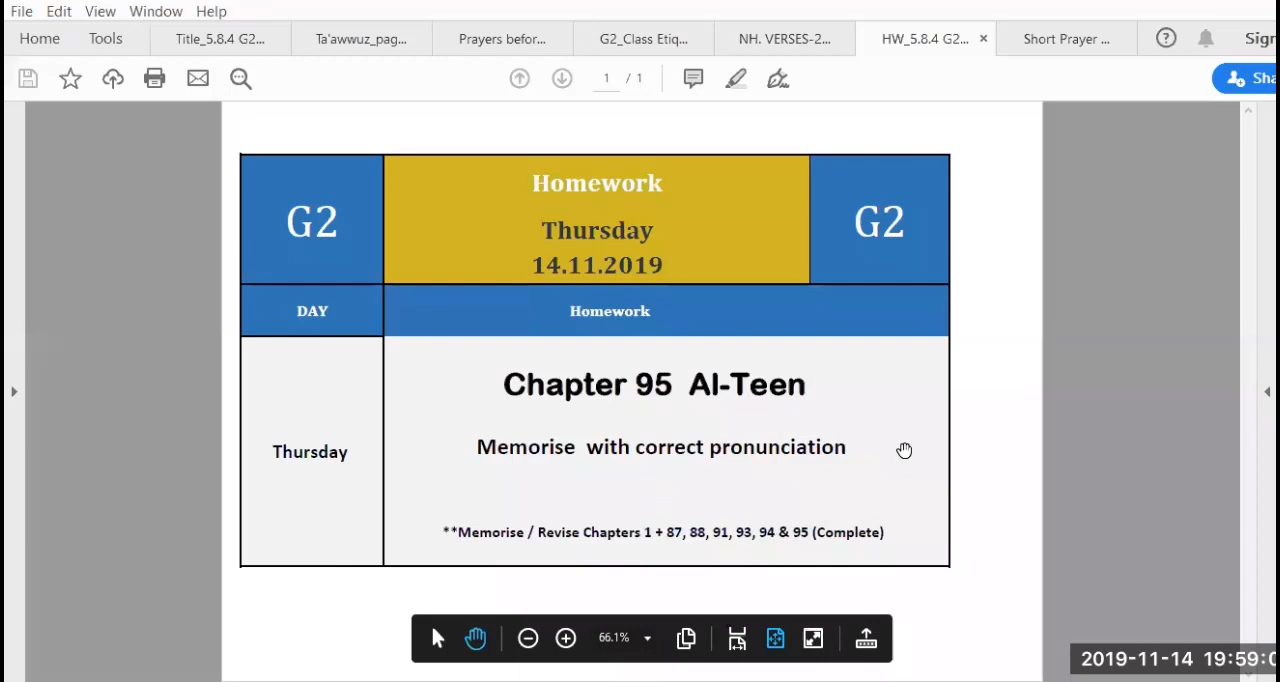 File Edit View Window Help
Home Tools Title_5.8.4 G2... Ta'awwuz_pag... Prayers befor... G2_Class Etiq... NH. VERSES-2... HW_5.8.4 G2... × Short Prayer ... Sign
1 / 1 Sha
G2 Homework G2
Thursday
14.11.2019
DAY Homework
Chapter 95 Al-Teen
Thursday Memorise with correct pronunciation
**Memorise / Revise Chapters 1 + 87, 88, 91, 93, 94 & 95 (Complete)
66.1%
2019-11-14 19:59:0